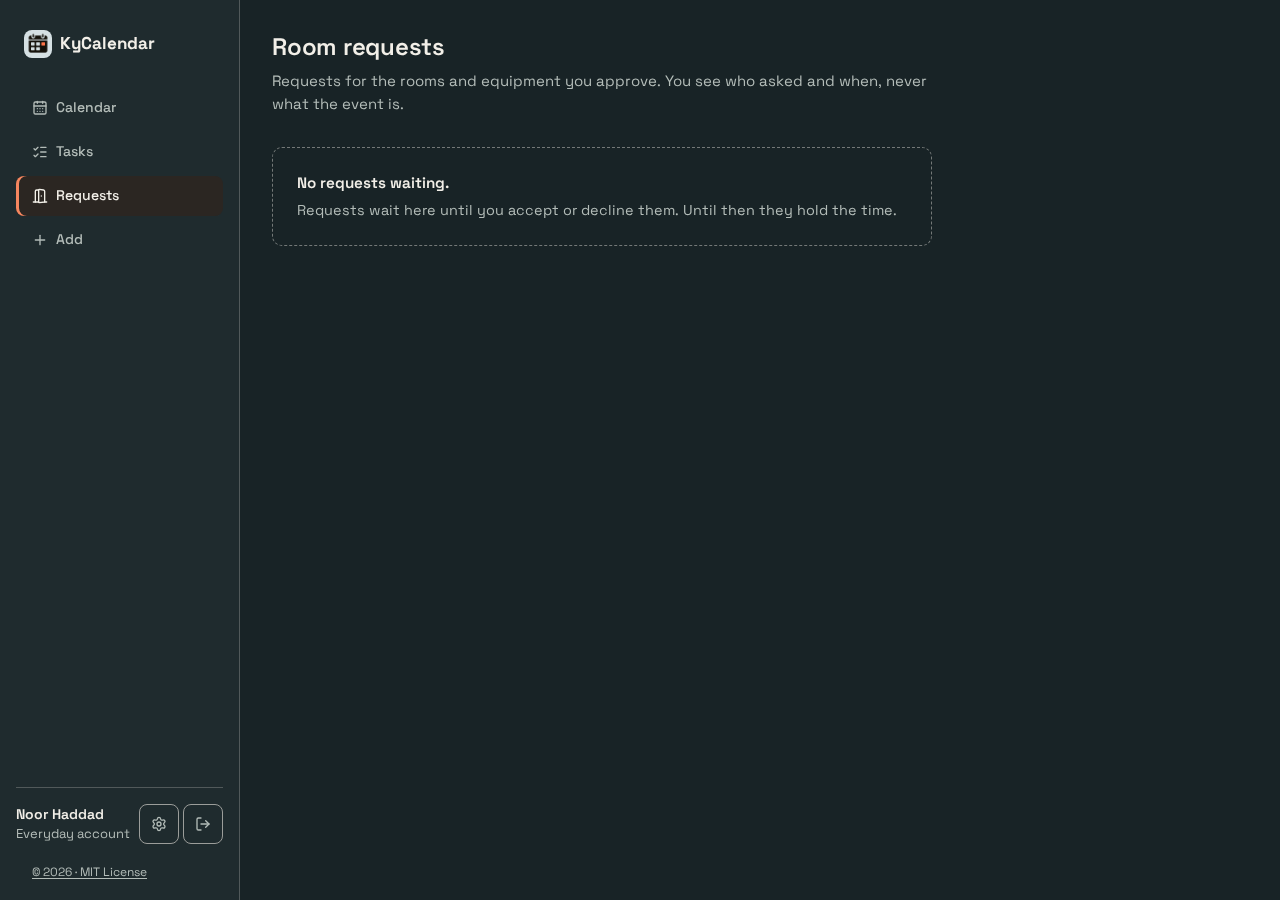 KyCalendar
Calendar
Tasks
Requests
Add
Noor Haddad
Everyday account
© 2026 · MIT License
Room requests
Requests for the rooms and equipment you approve. You see who asked and when, never
what the event is.
No requests waiting.
Requests wait here until you accept or decline them. Until then they hold the time.